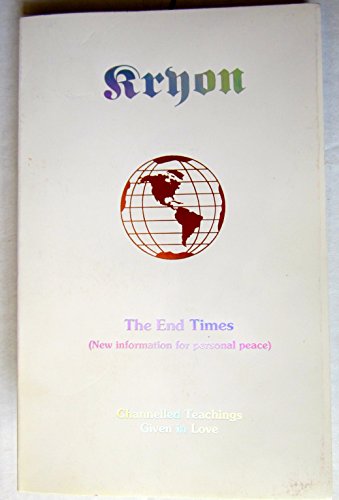 Kryon
The End Times
(New information for personal peace)
Channelled Teachings
Given in Love